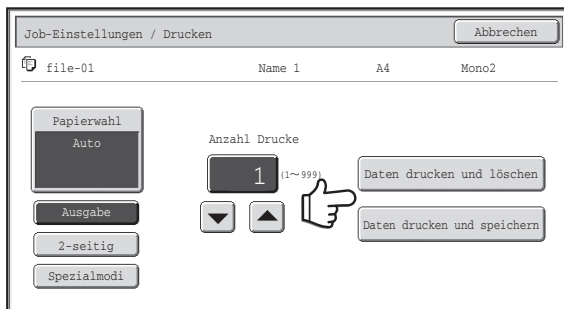 Job-Einstellungen / Drucken
Abbrechen
file-01 Name 1 A4 Mono2
Papierwahl
Auto
Anzahl Drucke
1 (1~999)
Daten drucken und löschen
Ausgabe
Daten drucken und speichern
2-seitig
Spezialmodi